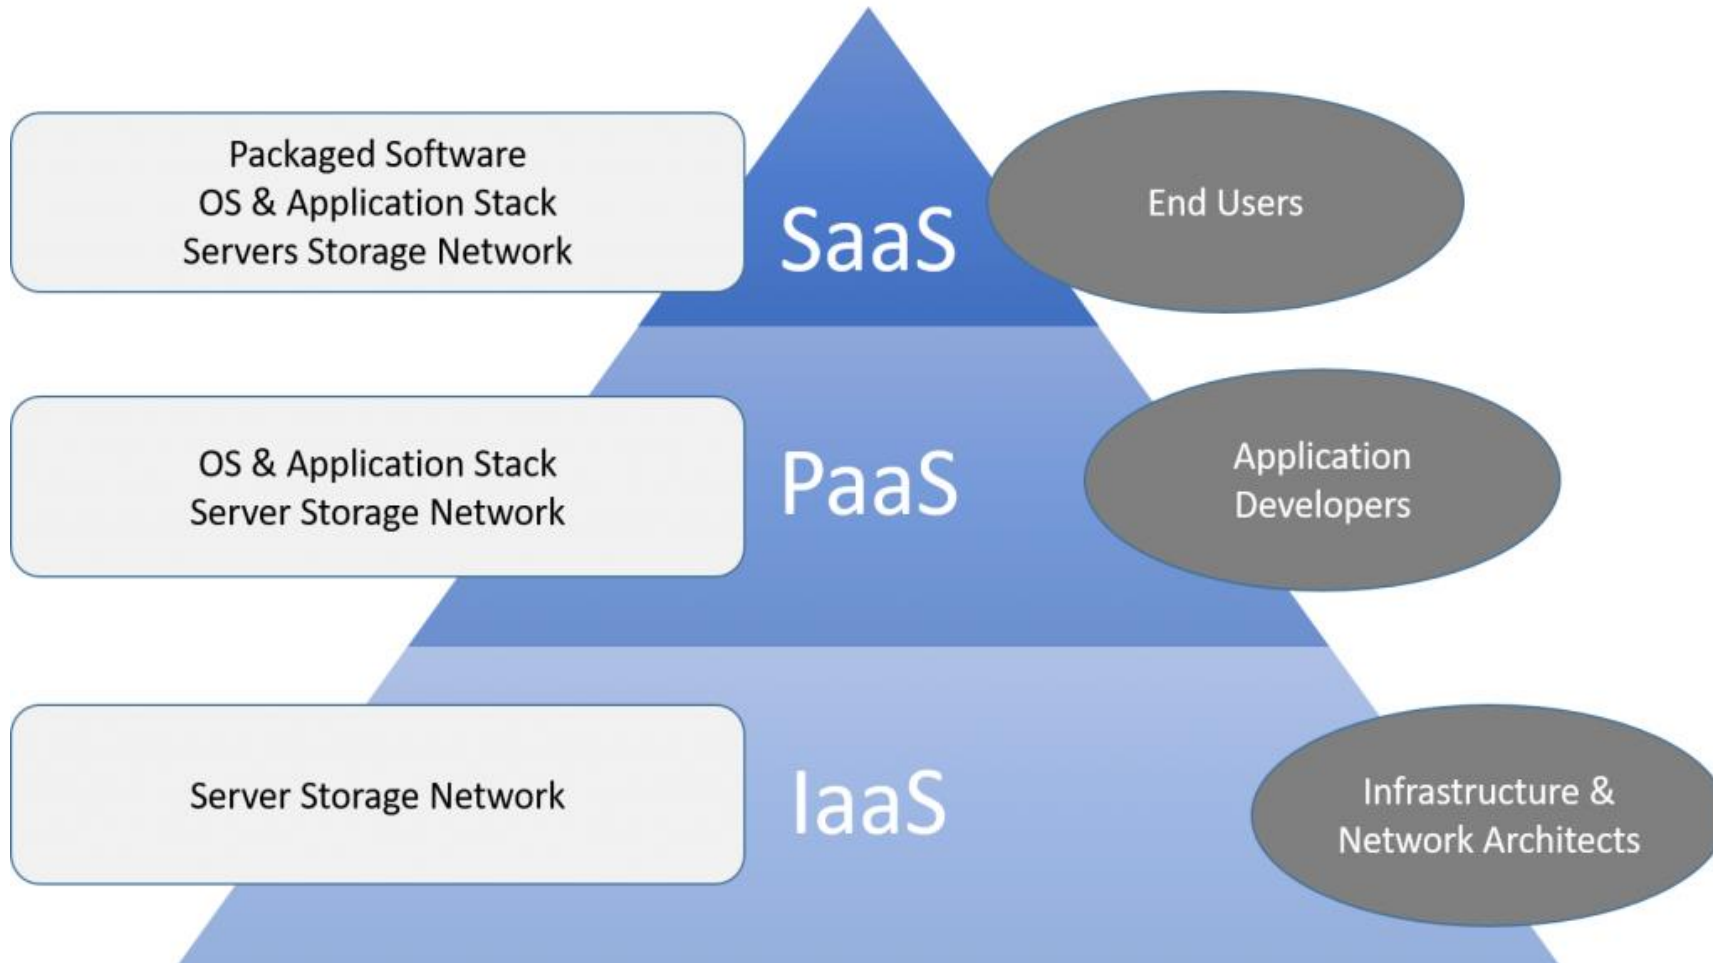 Packaged Software
OS & Application Stack
Servers Storage Network
SaaS
End Users
OS & Application Stack
Server Storage Network
PaaS
Application
Developers
Server Storage Network
IaaS
Infrastructure &
Network Architects